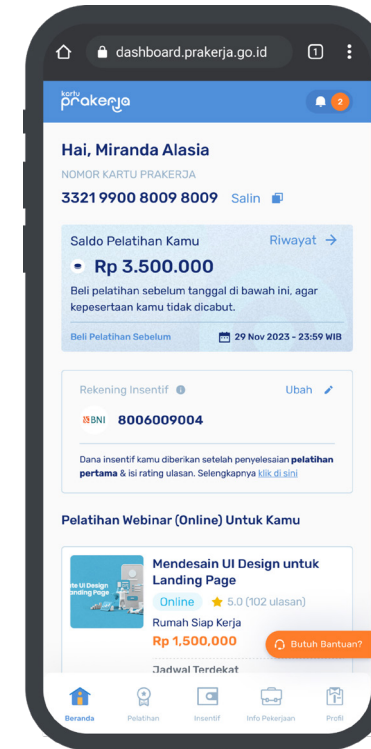 dashboard.prakerja.go.id
1
kartu
prakerja
2
Hai, Miranda Alasia
NOMOR KARTU PRAKERJA
3321 9900 8009 8009 Salin
Saldo Pelatihan Kamu Riwayat
Rp 3.500.000
Beli pelatihan sebelum tanggal di bawah ini, agar
kepesertaan kamu tidak dicabut.
Beli Pelatihan Sebelum 29 Nov 2023 - 23:59 WIB
Rekening Insentif Ubah
BNI 8006009004
Dana insentif kamu diberikan setelah penyelesaian pelatihan
pertama & isi rating ulasan. Selengkapnya klik di sini
Pelatihan Webinar (Online) Untuk Kamu
te UI Design
anding Page
Mendesain UI Design untuk
Landing Page
Online 5.0 (102 ulasan)
Rumah Siap Kerja
Rp 1,500,000
Butuh Bantuan?
Jadwal Terdekat
Beranda Pelatihan Insentif Info Pekerjaan Profil